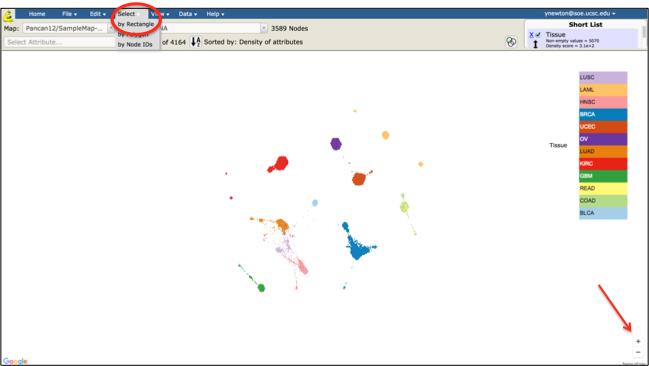 Home File Edit Select View Data Help ynewton@soe.ucsc.edu
Map: Pancan12/SampleMap-... by Rectangle NA 3589 Nodes
Select Attribute... by Polygon of 4164 Sorted by: Density of attributes
by Node IDs
Short List
X Tissue
Non-empty values = 5070
Density score = 3.1e+2
Tissue
LUSC
LAML
HNSC
BRCA
UCEC
OV
LUAD
KIRC
GBM
READ
COAD
BLCA
+
−
Google